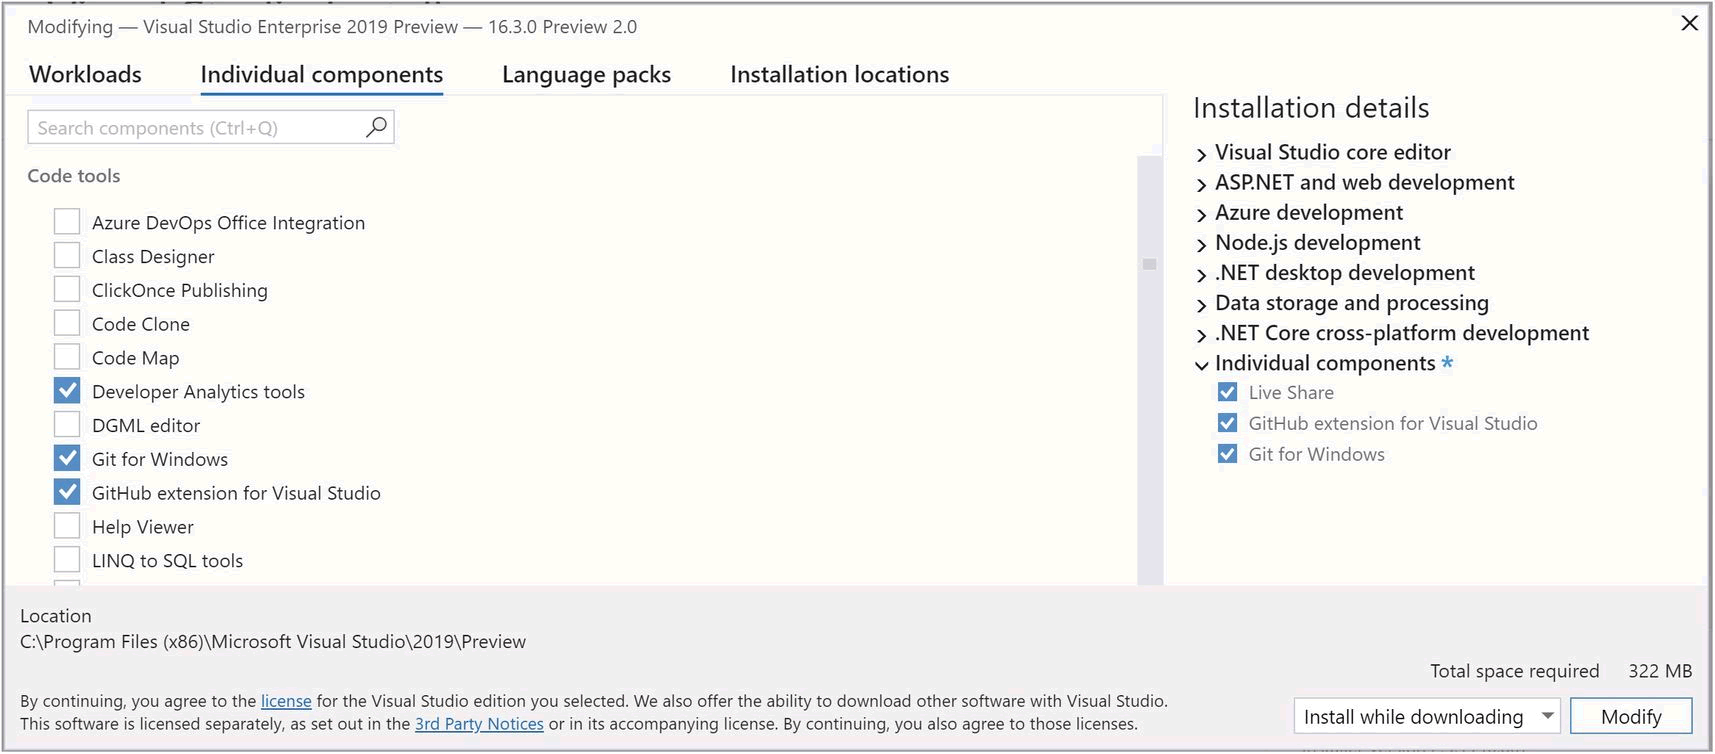 Modifying — Visual Studio Enterprise 2019 Preview — 16.3.0 Preview 2.0
Workloads
Individual components
Language packs
Installation locations
Search components (Ctrl+Q)
Code tools
Azure DevOps Office Integration
Class Designer
ClickOnce Publishing
Code Clone
Code Map
Developer Analytics tools
DGML editor
Git for Windows
GitHub extension for Visual Studio
Help Viewer
LINQ to SQL tools
Installation details
Visual Studio core editor
ASP.NET and web development
Azure development
Node.js development
.NET desktop development
Data storage and processing
.NET Core cross-platform development
Individual components *
Live Share
GitHub extension for Visual Studio
Git for Windows
Location
C:\Program Files (x86)\Microsoft Visual Studio\2019\Preview
Total space required 322 MB
By continuing, you agree to the license for the Visual Studio edition you selected. We also offer the ability to download other software with Visual Studio.
This software is licensed separately, as set out in the 3rd Party Notices or in its accompanying license. By continuing, you also agree to those licenses.
Install while downloading
Modify